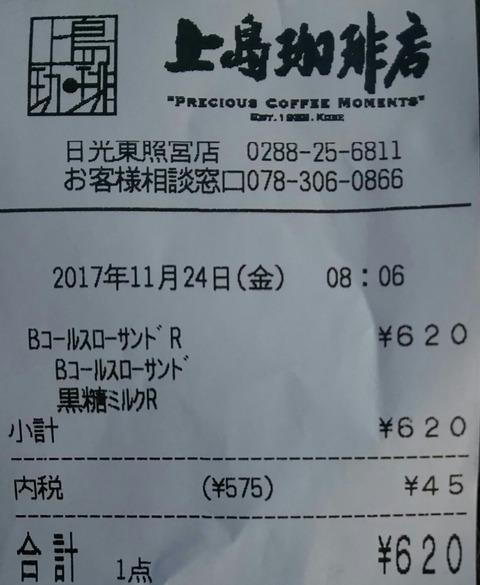 上島珈琲
上島珈琲店
"PRECIOUS COFFEE MOMENTS"
EST.1933.KOBE
日光東照宮店 0288-25-6811
お客様相談窓口078-306-0866
2017年11月24日(金) 08:06
BコールスローサンドR ¥620
Bコールスローサンド
黒糖ミルクR
小計 ¥620
内税 (¥575) ¥45
合計 1点 ¥620